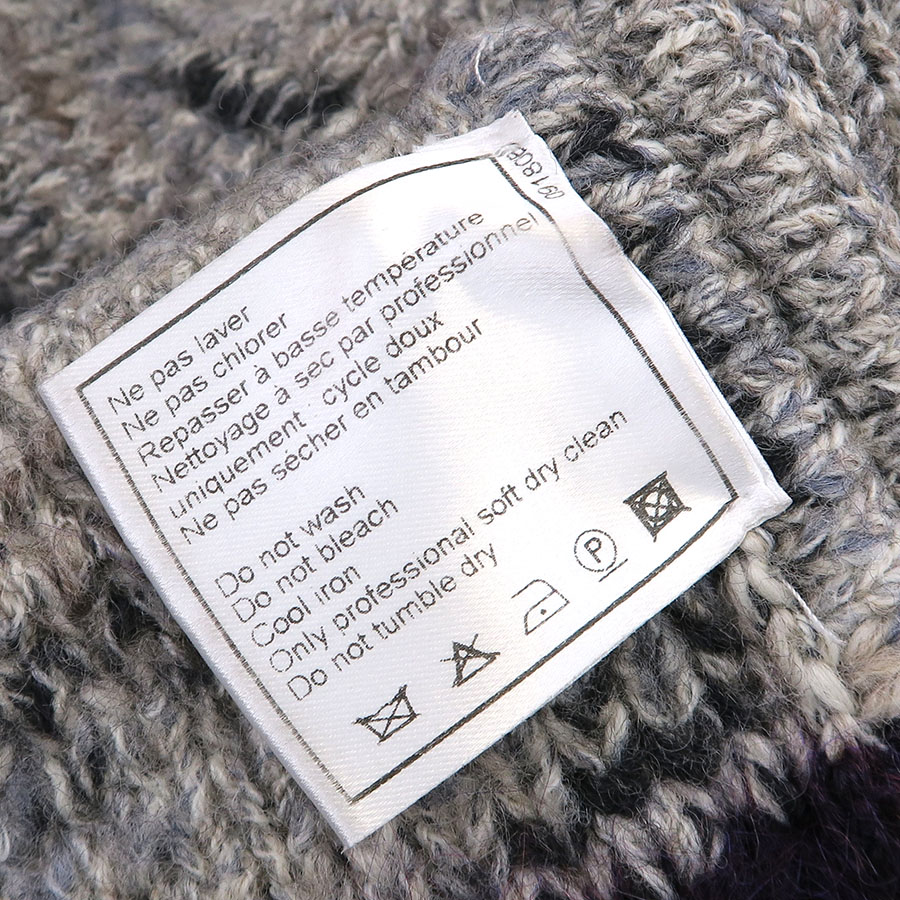 Ne pas laver
Ne pas chlorer
Repasser à basse température
Nettoyage à sec par professionnel
uniquement : cycle doux
Ne pas sécher en tambour
Do not wash
Do not bleach
Cool iron
Only professional soft dry clean
Do not tumble dry
P